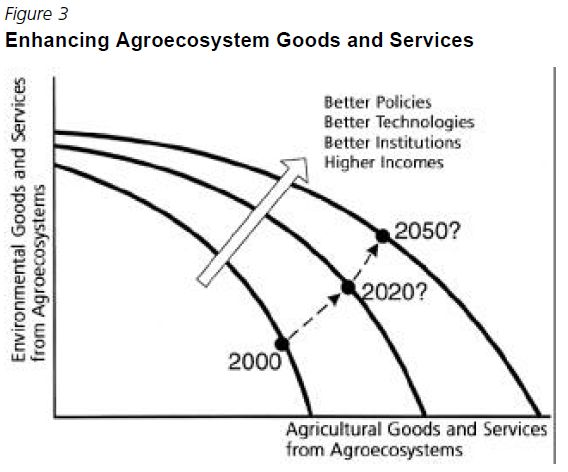 Figure 3
Enhancing Agroecosystem Goods and Services
Environmental Goods and Services
from Agroecosystems
Better Policies
Better Technologies
Better Institutions
Higher Incomes
2050?
2020?
2000
Agricultural Goods and Services
from Agroecosystems